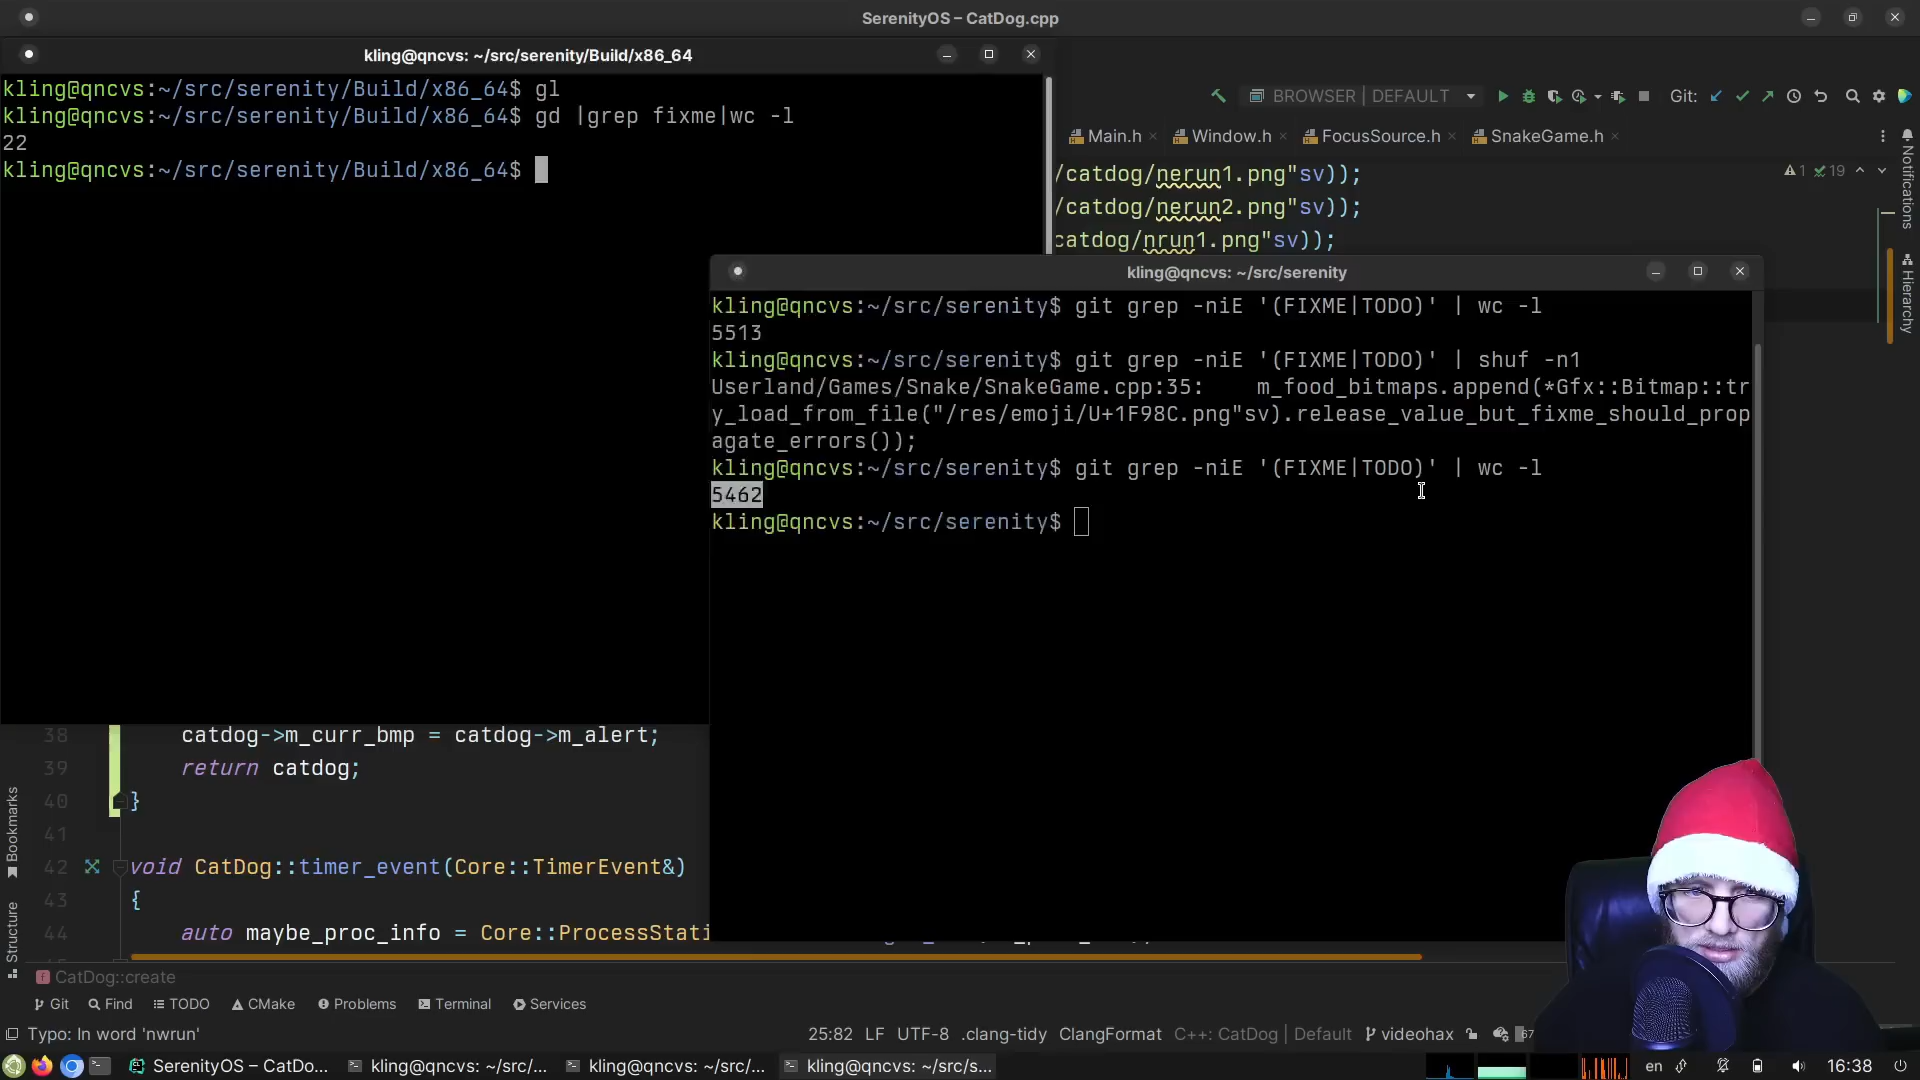 SerenityOS – CatDog.cpp
kling@qncvs: ~/src/serenity/Build/x86_64
kling@qncvs:~/src/serenity/Build/x86_64$ gl
kling@qncvs:~/src/serenity/Build/x86_64$ gd |grep fixme|wc -l
22
kling@qncvs:~/src/serenity/Build/x86_64$
BROWSER | DEFAULT
Git:
Main.h
Window.h
FocusSource.h
SnakeGame.h
/catdog/nerun1.png"sv));
/catdog/nerun2.png"sv));
catdog/nrun1.png"sv));
1
19
Notifications
Hierarchy
kling@qncvs: ~/src/serenity
kling@qncvs:~/src/serenity$ git grep -niE '(FIXME|TODO)' | wc -l
5513
kling@qncvs:~/src/serenity$ git grep -niE '(FIXME|TODO)' | shuf -n1
Userland/Games/Snake/SnakeGame.cpp:35:    m_food_bitmaps.append(*Gfx::Bitmap::tr
y_load_from_file("/res/emoji/U+1F98C.png"sv).release_value_but_fixme_should_prop
agate_errors());
kling@qncvs:~/src/serenity$ git grep -niE '(FIXME|TODO)' | wc -l
5462
kling@qncvs:~/src/serenity$
38 catdog->m_curr_bmp = catdog->m_alert;
39 return catdog;
40 }
41
42 void CatDog::timer_event(Core::TimerEvent&)
43 {
44 auto maybe_proc_info = Core::ProcessStati
Bookmarks
Structure
CatDog::create
Git
Find
TODO
CMake
Problems
Terminal
Services
Typo: In word 'nwrun'
25:82 LF UTF-8 .clang-tidy ClangFormat C++: CatDog | Default videohax
SerenityOS – CatDo...
kling@qncvs: ~/src/...
kling@qncvs: ~/src/...
kling@qncvs: ~/src/s...
en
16:38